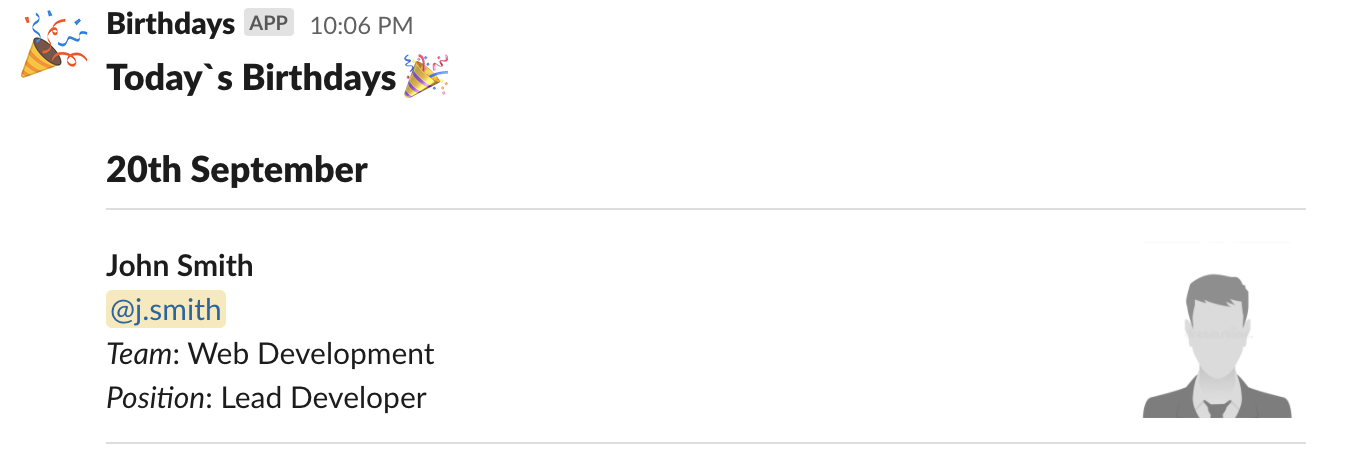 Birthdays APP 10:06 PM
Today`s Birthdays 🎉
20th September
John Smith
@j.smith
Team: Web Development
Position: Lead Developer